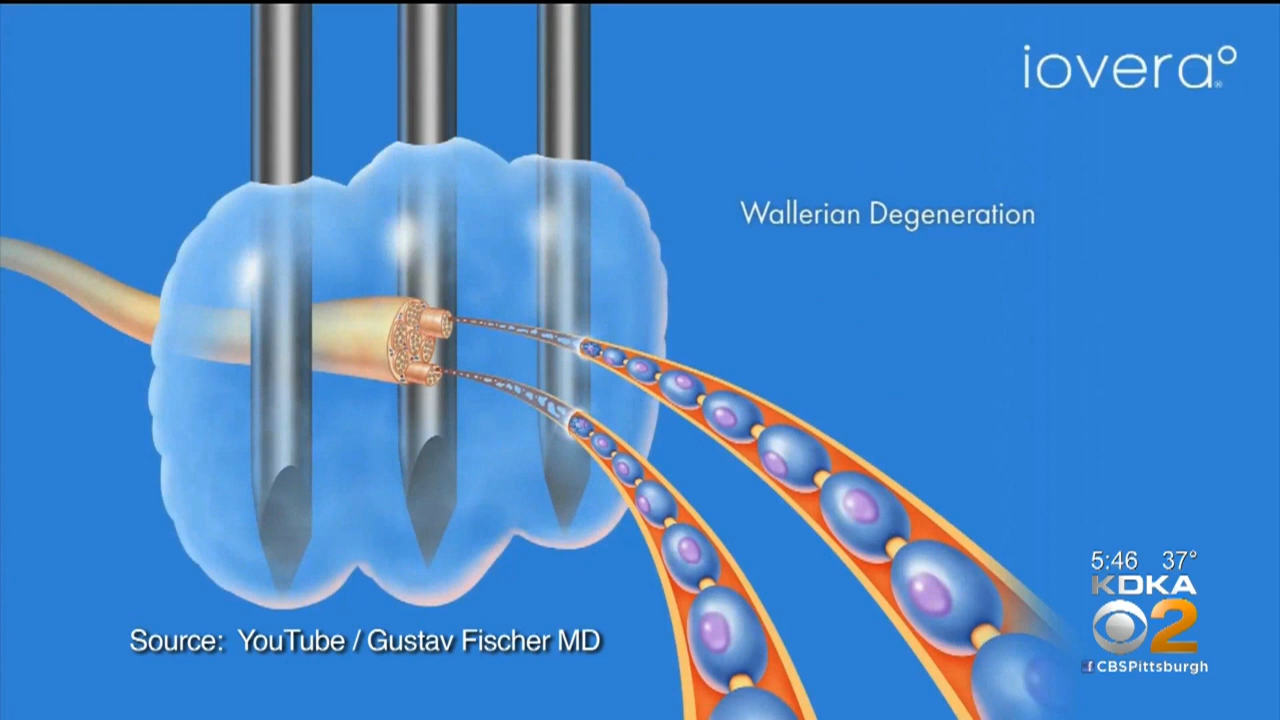 iovera°®
Wallerian Degeneration
5:46 37°
KDKA
2
Source: YouTube / Gustav Fischer MD
f CBSPittsburgh